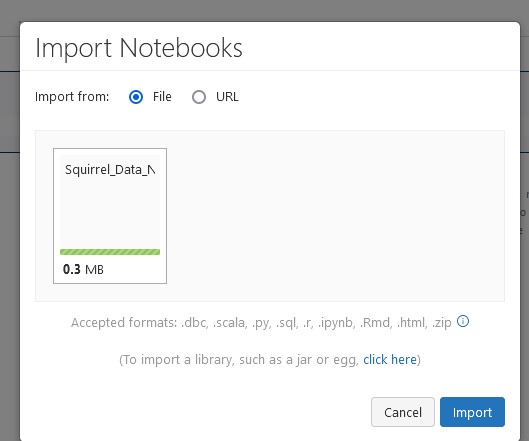 Import Notebooks
Import from: File URL
Squirrel_Data_N
0.3 MB
Accepted formats: .dbc, .scala, .py, .sql, .r, .ipynb, .Rmd, .html, .zip
(To import a library, such as a jar or egg, click here)
Cancel Import